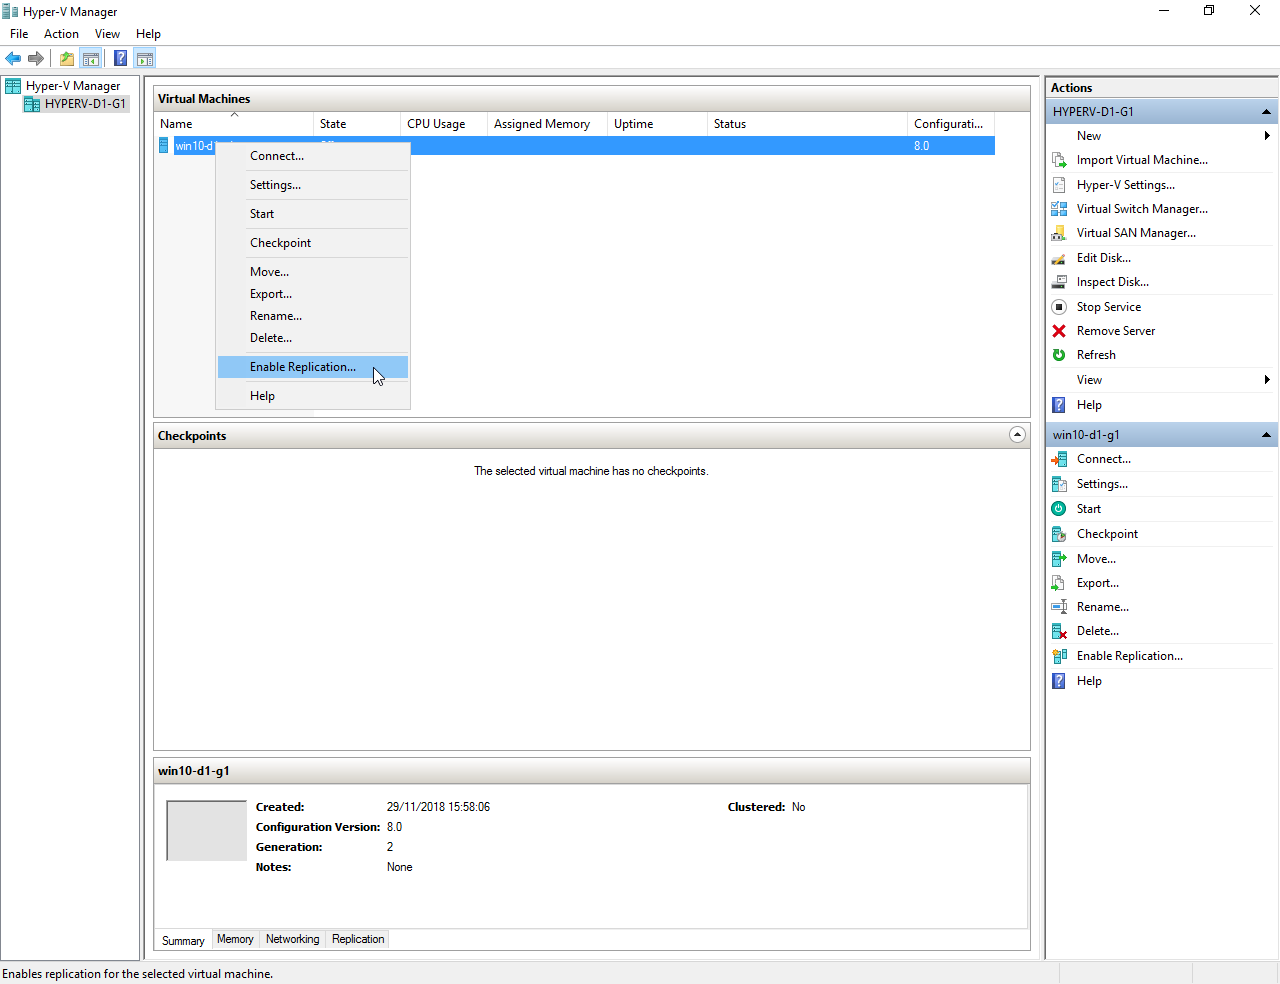 Hyper-V Manager
File Action View Help
Hyper-V Manager
HYPERV-D1-G1
Virtual Machines
Name State CPU Usage Assigned Memory Uptime Status Configurati...
8.0
Connect...
Settings...
Start
Checkpoint
Move...
Export...
Rename...
Delete...
Enable Replication...
Help
Checkpoints
The selected virtual machine has no checkpoints.
win10-d1-g1
Created: 29/11/2018 15:58:06 Clustered: No
Configuration Version: 8.0
Generation: 2
Notes: None
Summary Memory Networking Replication
Actions
HYPERV-D1-G1
New
Import Virtual Machine...
Hyper-V Settings...
Virtual Switch Manager...
Virtual SAN Manager...
Edit Disk...
Inspect Disk...
Stop Service
Remove Server
Refresh
View
Help
win10-d1-g1
Connect...
Settings...
Start
Checkpoint
Move...
Export...
Rename...
Delete...
Enable Replication...
Help
Enables replication for the selected virtual machine.